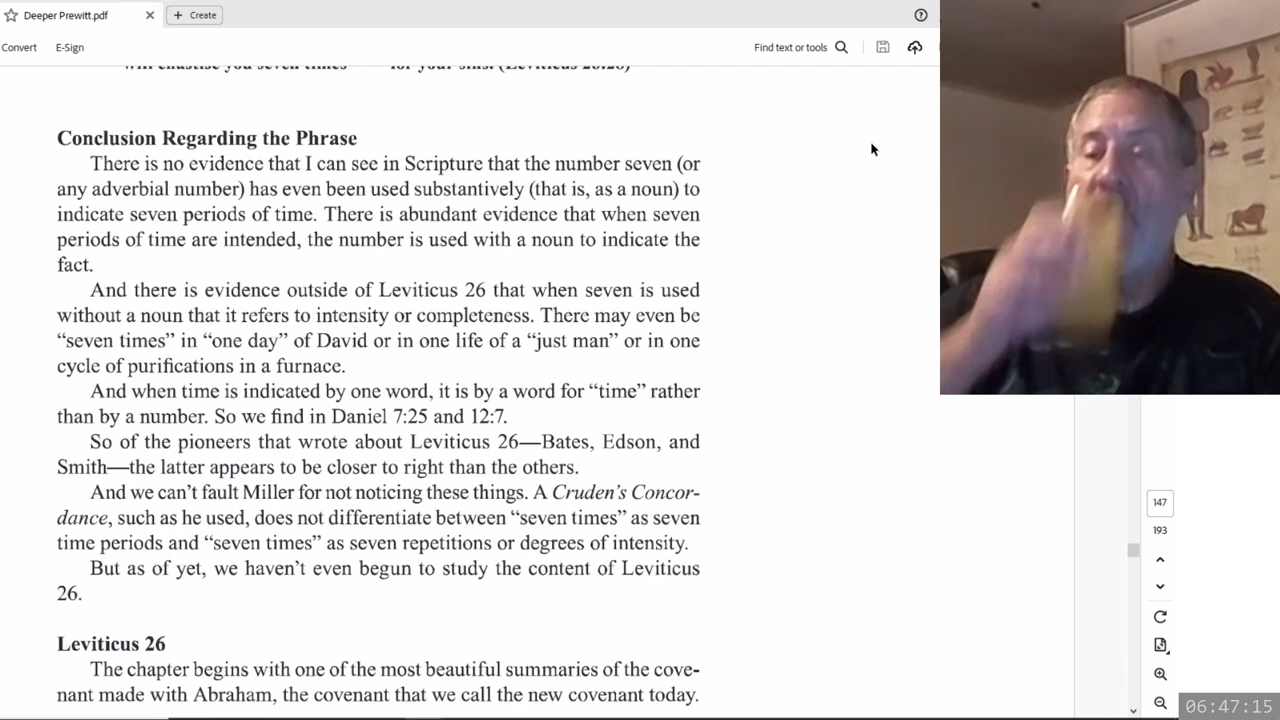 Deeper Prewitt.pdf
Create
Convert
E-Sign
Find text or tools
will chastise you seven times for your sins. (Leviticus 26:28)
Conclusion Regarding the Phrase
There is no evidence that I can see in Scripture that the number seven (or
any adverbial number) has even been used substantively (that is, as a noun) to
indicate seven periods of time. There is abundant evidence that when seven
periods of time are intended, the number is used with a noun to indicate the
fact.
And there is evidence outside of Leviticus 26 that when seven is used
without a noun that it refers to intensity or completeness. There may even be
“seven times” in “one day” of David or in one life of a “just man” or in one
cycle of purifications in a furnace.
And when time is indicated by one word, it is by a word for “time” rather
than by a number. So we find in Daniel 7:25 and 12:7.
So of the pioneers that wrote about Leviticus 26—Bates, Edson, and
Smith—the latter appears to be closer to right than the others.
And we can’t fault Miller for not noticing these things. A Cruden’s Concor-
dance, such as he used, does not differentiate between “seven times” as seven
time periods and “seven times” as seven repetitions or degrees of intensity.
But as of yet, we haven’t even begun to study the content of Leviticus
26.
Leviticus 26
The chapter begins with one of the most beautiful summaries of the cove-
nant made with Abraham, the covenant that we call the new covenant today.
147
193
06:47:15